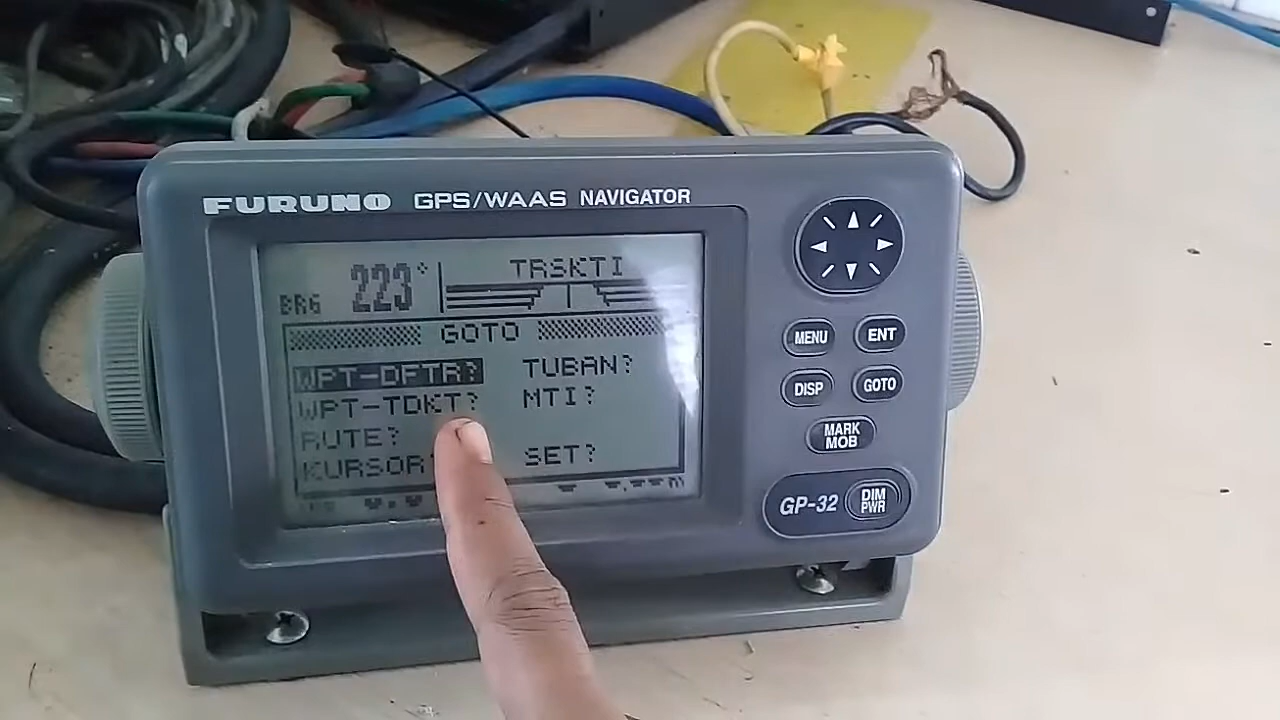 FURUNO GPS/WAAS NAVIGATOR
BRG 223° TRSKTI
GOTO
WPT-DFTR? TUBAN?
WPT-TDKT? MTI?
RUTE?
KURSOR SET?
MENU ENT
DISP GOTO
MARK
MOB
GP-32 DIM
PWR